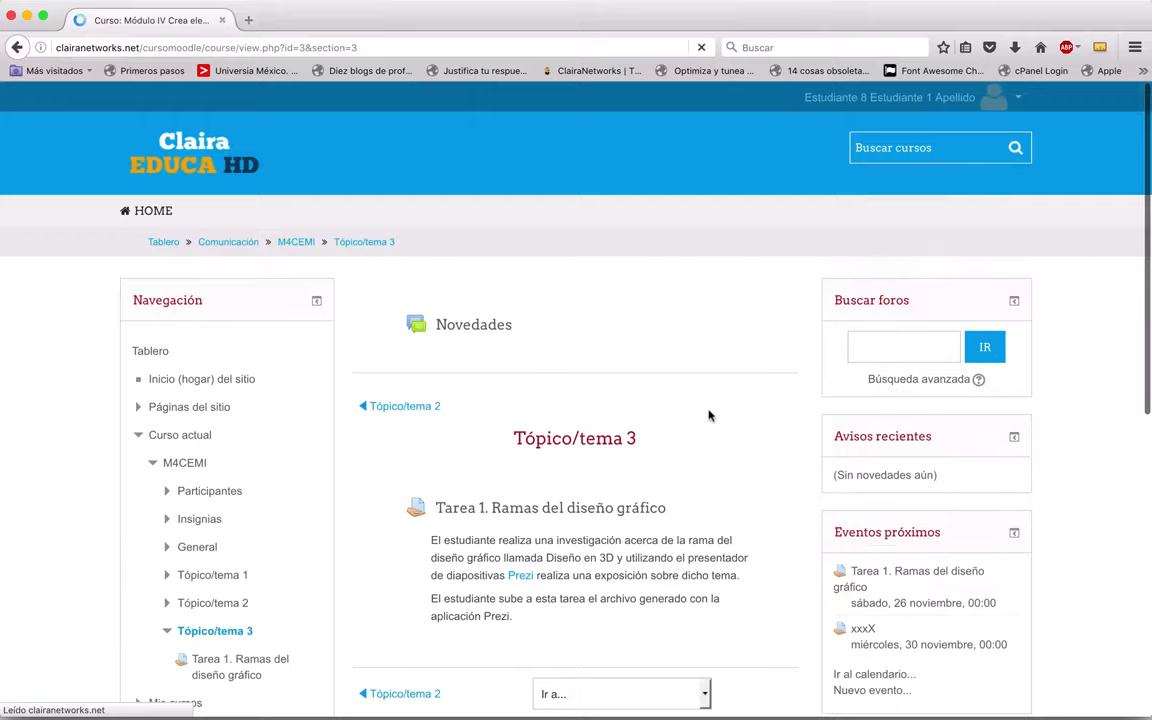 Curso: Módulo IV Crea ele...
clairanetworks.net/cursomoodle/course/view.php?id=3&section=3
Buscar
ABP
Más visitados
Primeros pasos
Universia México. ...
Diez blogs de prof...
Justifica tu respue...
ClairaNetworks | T...
Optimiza y tunea ...
14 cosas obsoleta...
Font Awesome Ch...
cPanel Login
Apple
Estudiante 8 Estudiante 1 Apellido
Claira
EDUCA HD
Buscar cursos
HOME
Tablero » Comunicación » M4CEMI » Tópico/tema 3
Navegación
Tablero
Inicio (hogar) del sitio
Páginas del sitio
Curso actual
M4CEMI
Participantes
Insignias
General
Tópico/tema 1
Tópico/tema 2
Tópico/tema 3
Tarea 1. Ramas del
diseño gráfico
Mis cursos
Novedades
Tópico/tema 2
Tópico/tema 3
Tarea 1. Ramas del diseño gráfico
El estudiante realiza una investigación acerca de la rama del
diseño gráfico llamada Diseño en 3D y utilizando el presentador
de diapositivas Prezi realiza una exposición sobre dicho tema.
El estudiante sube a esta tarea el archivo generado con la
aplicación Prezi.
Tópico/tema 2
Ir a...
Buscar foros
IR
Búsqueda avanzada
Avisos recientes
(Sin novedades aún)
Eventos próximos
Tarea 1. Ramas del diseño
gráfico
sábado, 26 noviembre, 00:00
xxxX
miércoles, 30 noviembre, 00:00
Ir al calendario...
Nuevo evento...
Leído clairanetworks.net